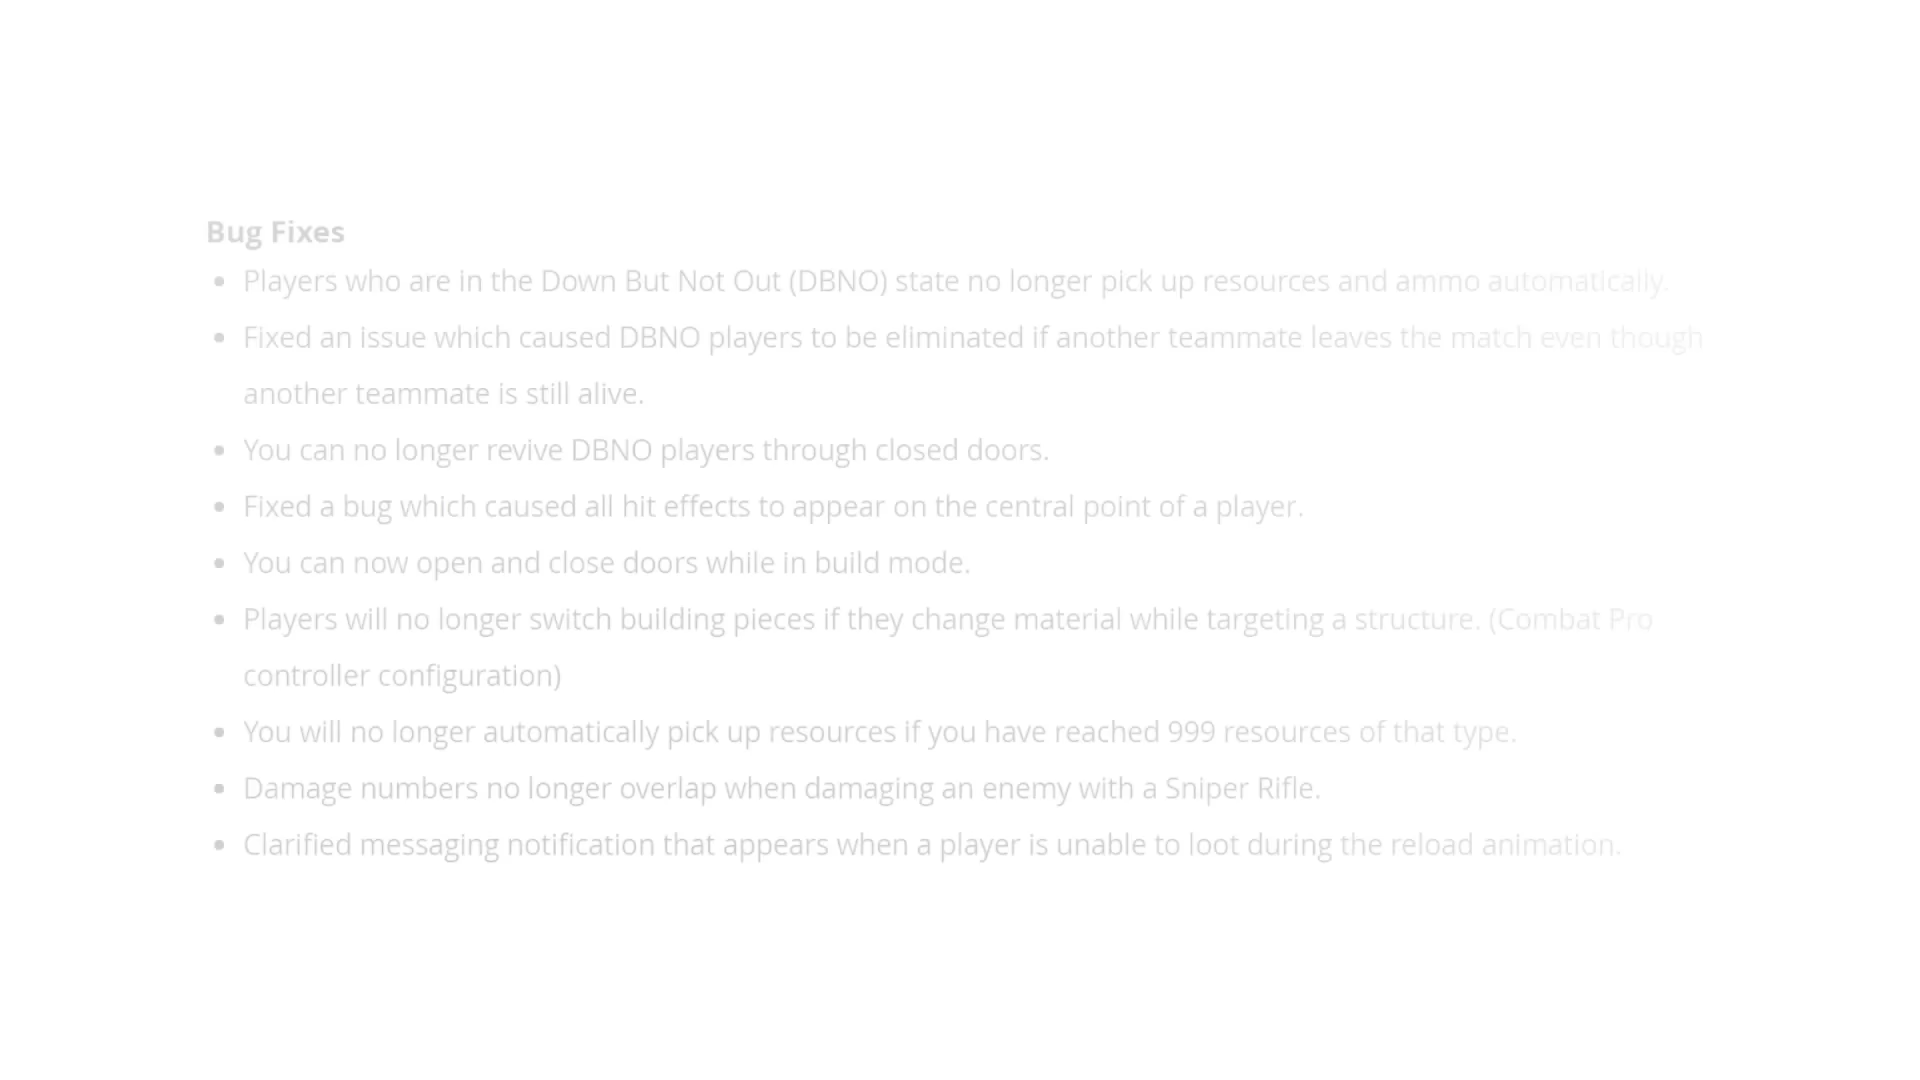 Bug Fixes
• Players who are in the Down But Not Out (DBNO) state no longer pick up resources and ammo automatically.
• Fixed an issue which caused DBNO players to be eliminated if another teammate leaves the match even though
another teammate is still alive.
• You can no longer revive DBNO players through closed doors.
• Fixed a bug which caused all hit effects to appear on the central point of a player.
• You can now open and close doors while in build mode.
• Players will no longer switch building pieces if they change material while targeting a structure. (Combat Pro
controller configuration)
• You will no longer automatically pick up resources if you have reached 999 resources of that type.
• Damage numbers no longer overlap when damaging an enemy with a Sniper Rifle.
• Clarified messaging notification that appears when a player is unable to loot during the reload animation.